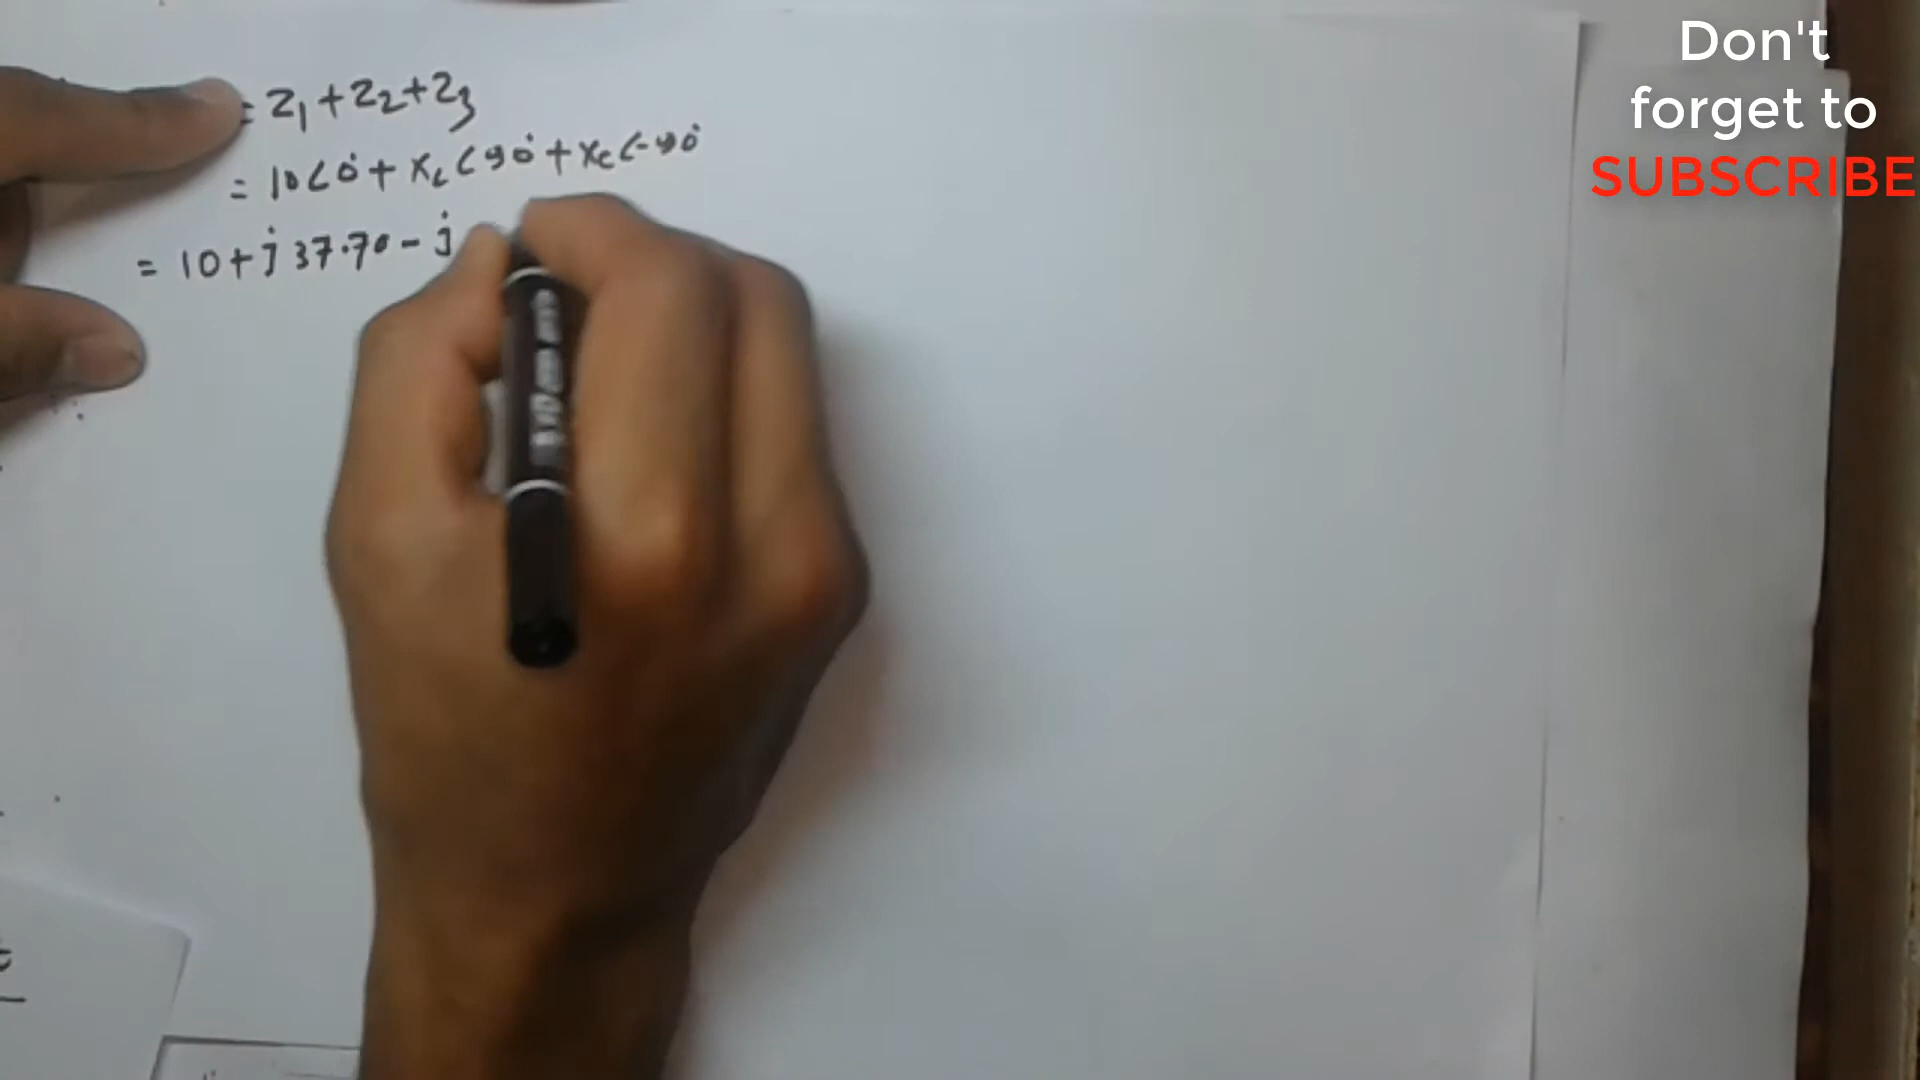 = Z1+Z2+Z3
= 10<0°+XL<90°+XC<-90°
= 10+j37.70-j
Don't
forget to
SUBSCRIBE